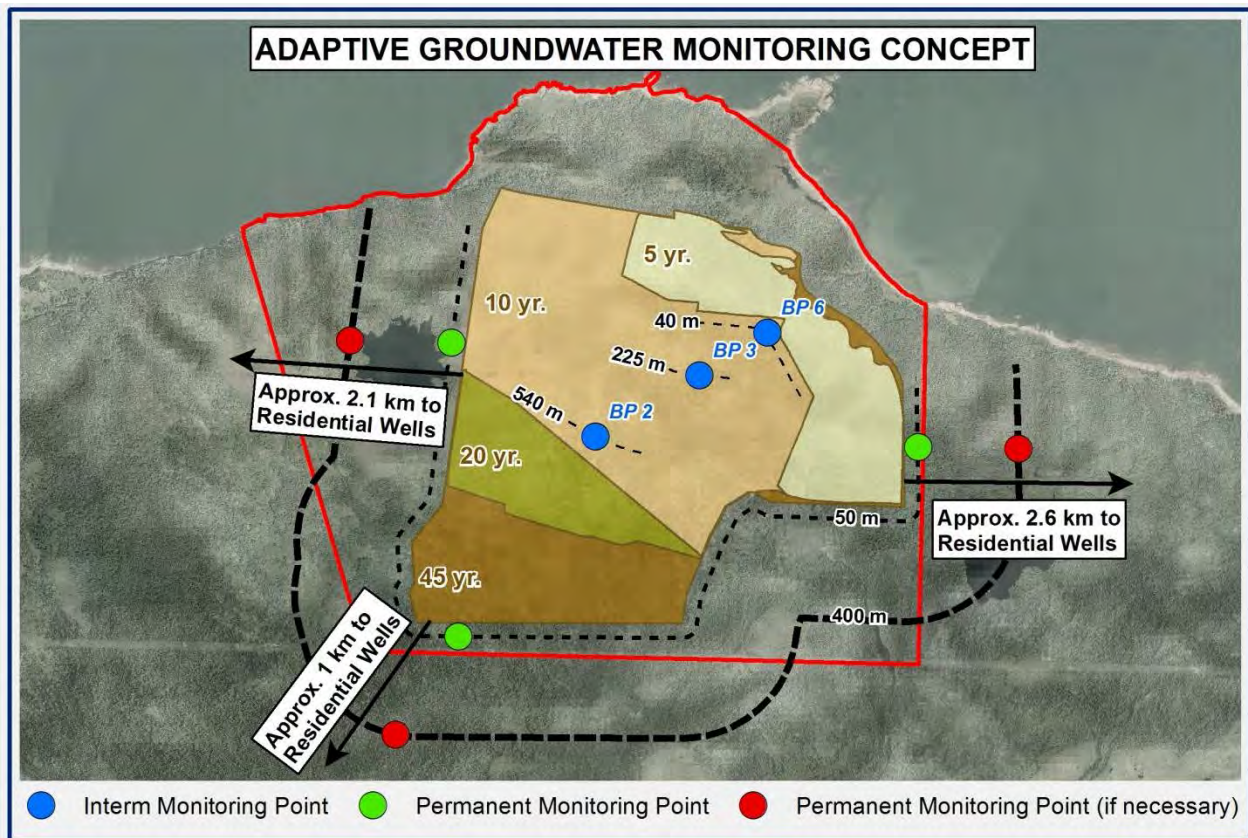 ADAPTIVE GROUNDWATER MONITORING CONCEPT
5 yr.
10 yr.
BP 6
40 m
BP 3
225 m
Approx. 2.1 km to
Residential Wells
540 m
BP 2
20 yr.
50 m
Approx. 2.6 km to
Residential Wells
45 yr.
400 m
Approx. 1 km to
Residential Wells
Interm Monitoring Point
Permanent Monitoring Point
Permanent Monitoring Point (if necessary)